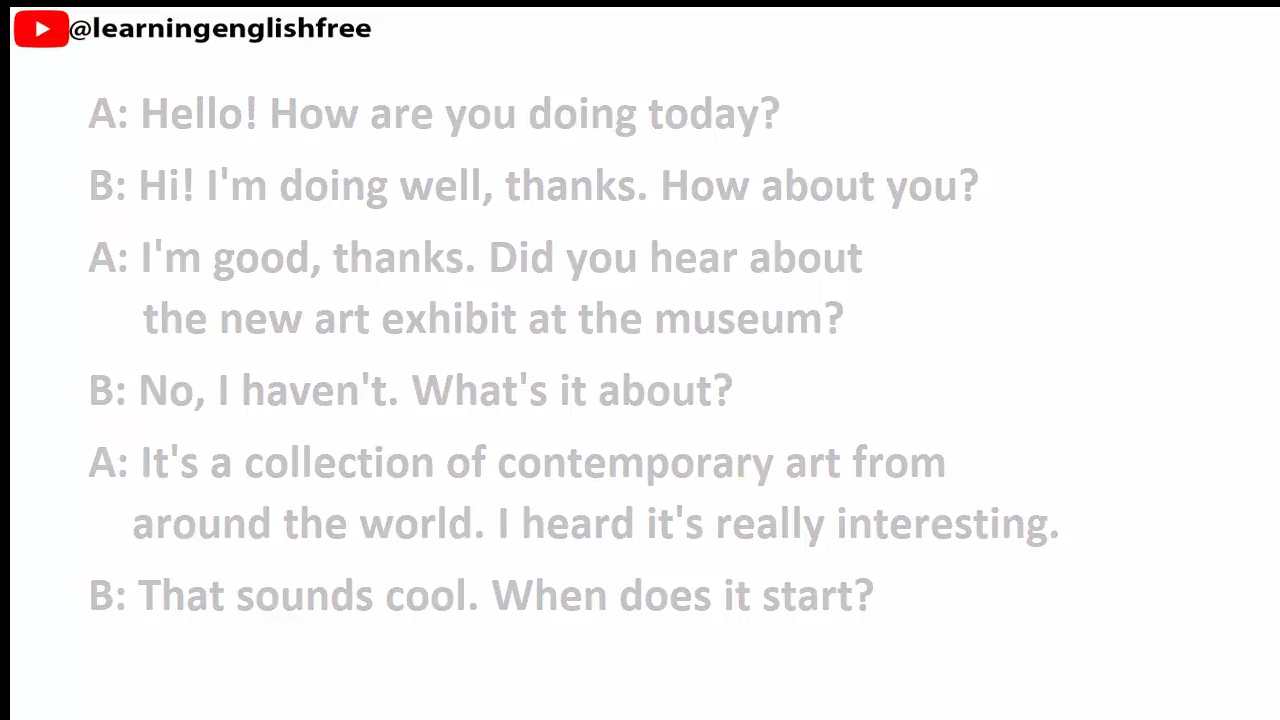 @learningenglishfree
A: Hello! How are you doing today?
B: Hi! I'm doing well, thanks. How about you?
A: I'm good, thanks. Did you hear about
the new art exhibit at the museum?
B: No, I haven't. What's it about?
A: It's a collection of contemporary art from
around the world. I heard it's really interesting.
B: That sounds cool. When does it start?